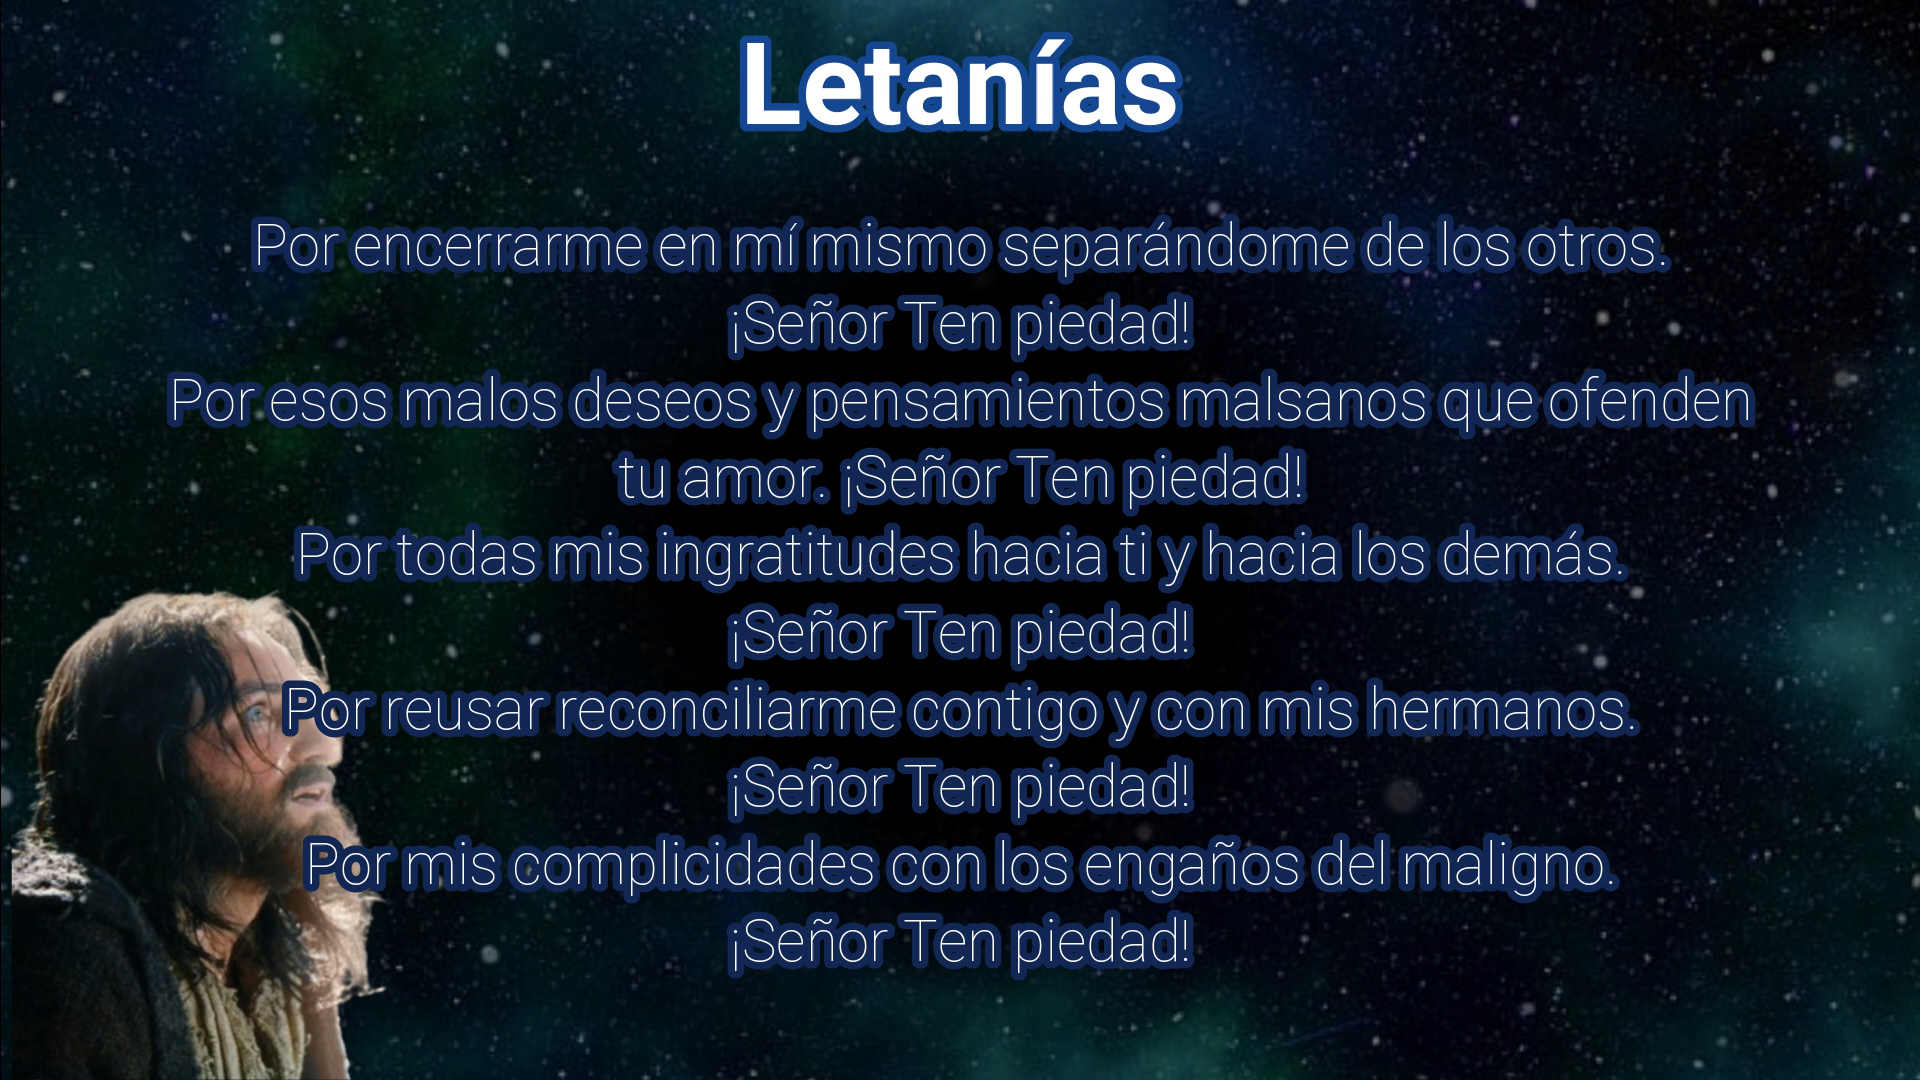 Letanías
Por encerrarme en mí mismo separándome de los otros.
¡Señor Ten piedad!
Por esos malos deseos y pensamientos malsanos que ofenden
tu amor. ¡Señor Ten piedad!
Por todas mis ingratitudes hacia ti y hacia los demás.
¡Señor Ten piedad!
Por reusar reconciliarme contigo y con mis hermanos.
¡Señor Ten piedad!
Por mis complicidades con los engaños del maligno.
¡Señor Ten piedad!